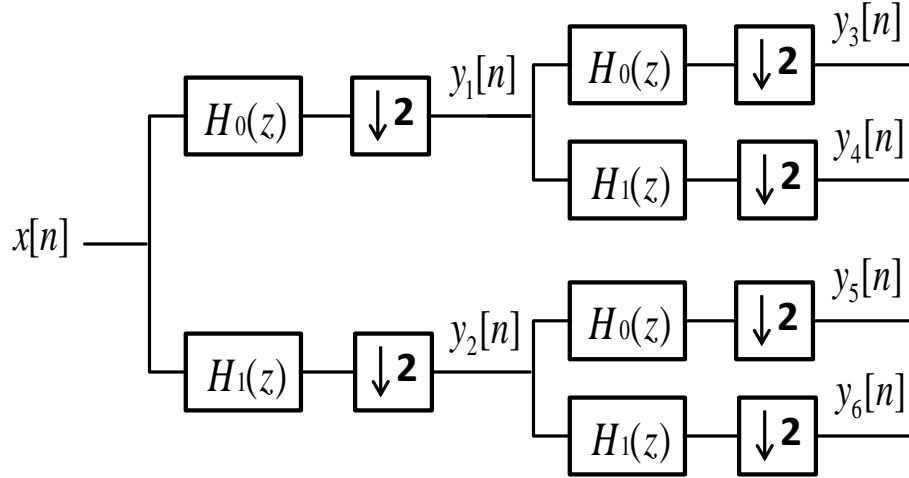 y₃[n]
H₀(z) ↓2
y₁[n]
H₀(z) ↓2
y₄[n]
H₁(z) ↓2
x[n]
y₅[n]
H₀(z) ↓2
y₂[n]
H₁(z) ↓2
y₆[n]
H₁(z) ↓2